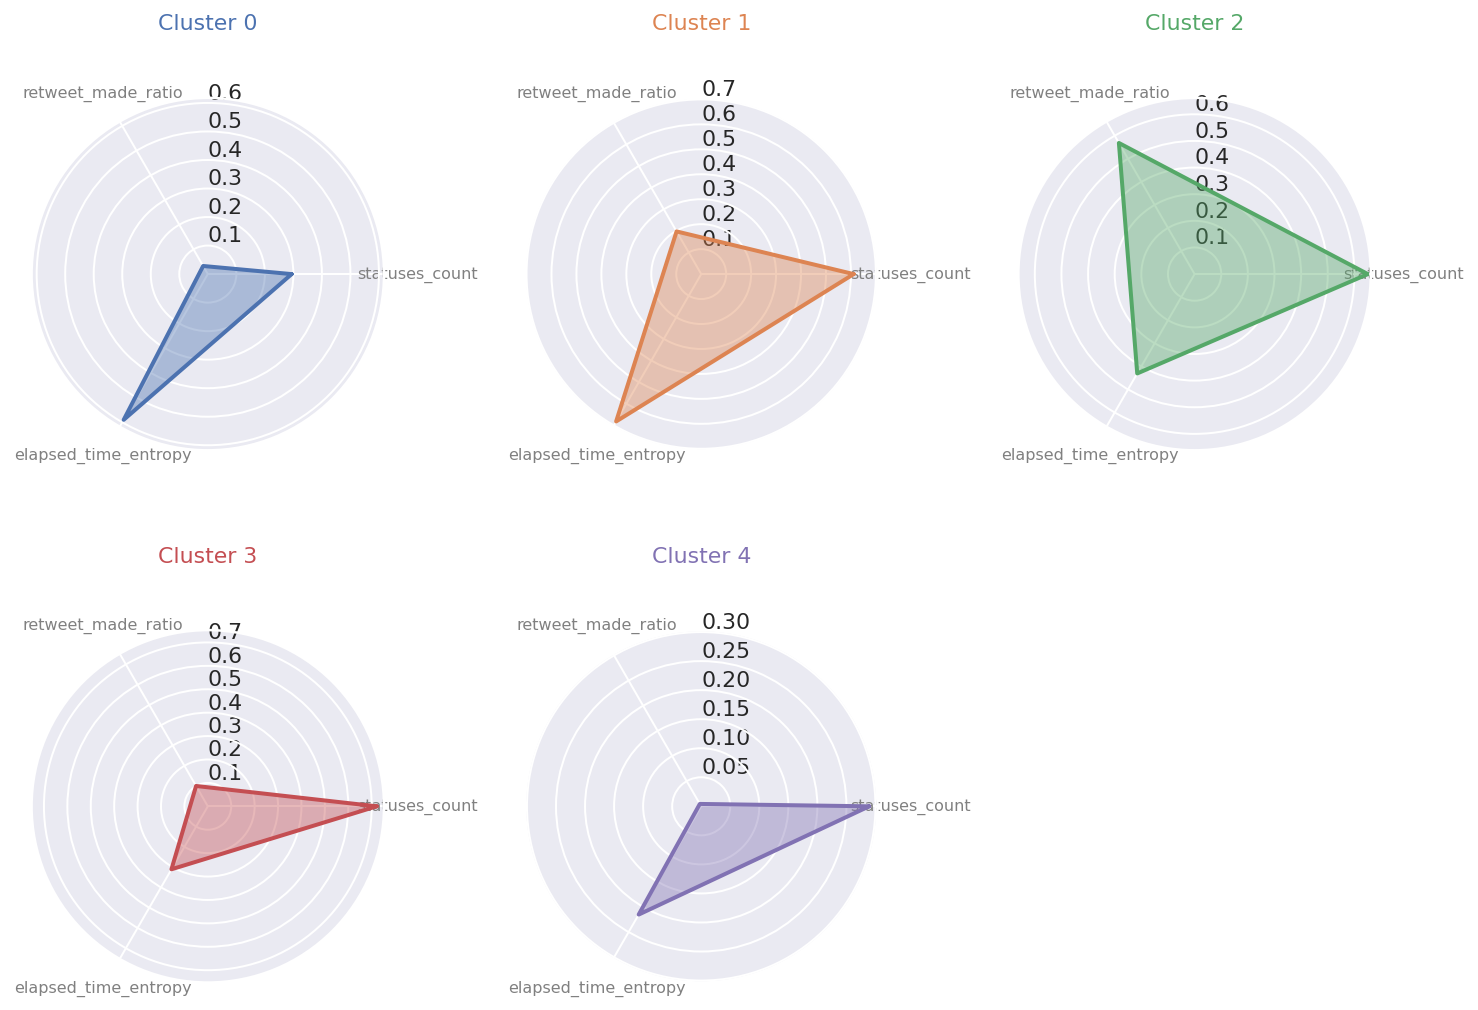 Cluster 0
retweet_made_ratio
0.6
0.5
0.4
0.3
0.2
0.1
statuses_count
elapsed_time_entropy
Cluster 1
retweet_made_ratio
0.7
0.6
0.5
0.4
0.3
0.2
0.1
statuses_count
elapsed_time_entropy
Cluster 2
retweet_made_ratio
0.6
0.5
0.4
0.3
0.2
0.1
statuses_count
elapsed_time_entropy
Cluster 3
retweet_made_ratio
0.7
0.6
0.5
0.4
0.3
0.2
0.1
statuses_count
elapsed_time_entropy
Cluster 4
retweet_made_ratio
0.30
0.25
0.20
0.15
0.10
0.05
statuses_count
elapsed_time_entropy